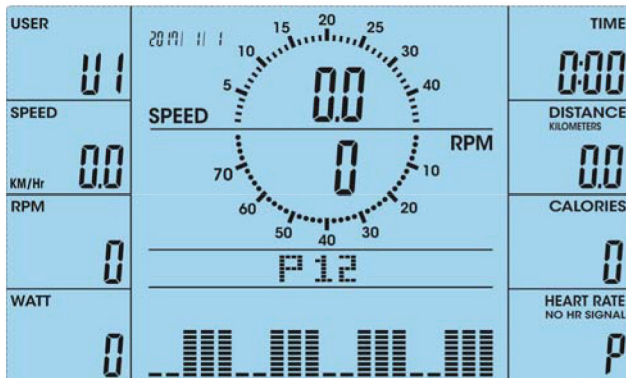 USER
U1
SPEED
KM/Hr 0.0
RPM
0
WATT
0
2017/ 1/ 1
5 10 15 20 25 30 40
SPEED 0.0
0 RPM
70 60 50 40 30 20 10
P12
TIME
0:00
DISTANCE
KILOMETERS
0.0
CALORIES
0
HEART RATE
NO HR SIGNAL
P